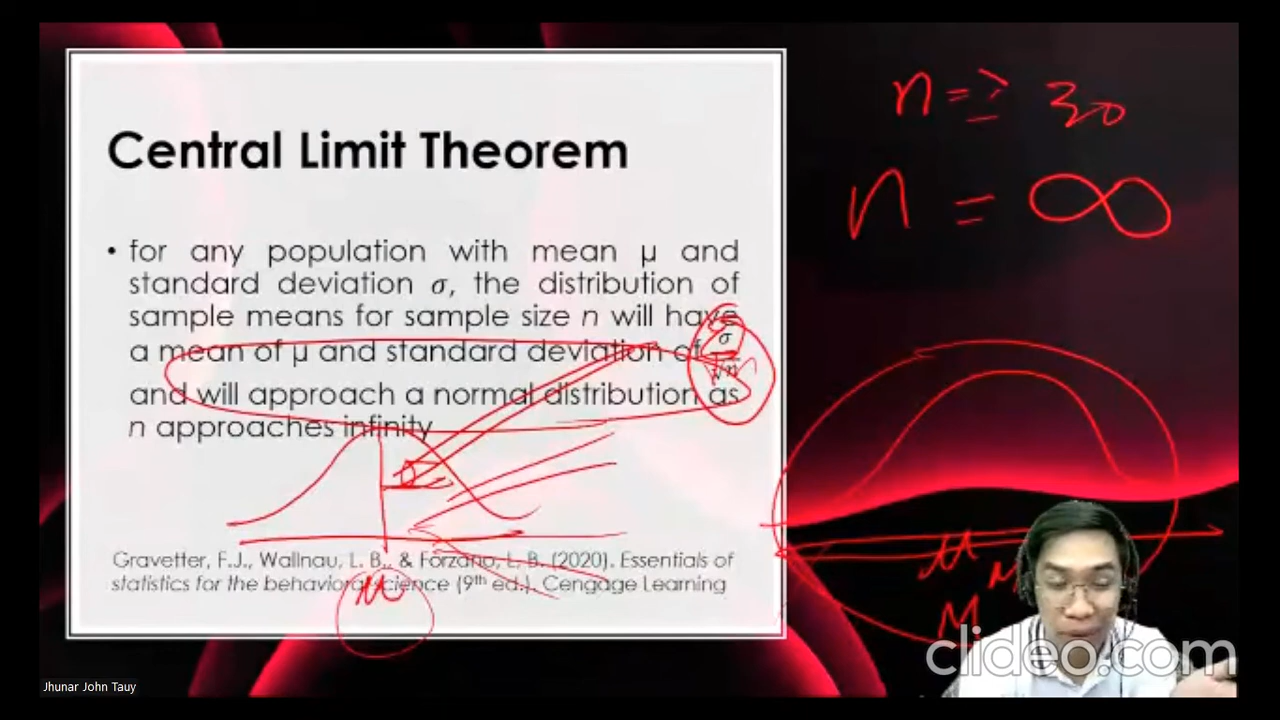 Central Limit Theorem
• for any population with mean μ and
standard deviation σ, the distribution of
sample means for sample size n will have
a mean of μ and standard deviation of σ/√n
and will approach a normal distribution as
n approaches infinity
Gravetter, F.J., Wallnau, L. B., & Forzano, L. B. (2020). Essentials of
statistics for the behavioral science (9th ed.). Cengage Learning
μ
n => 30
n = ∞
μ
M
clideo.com
Jhunar John Tauy